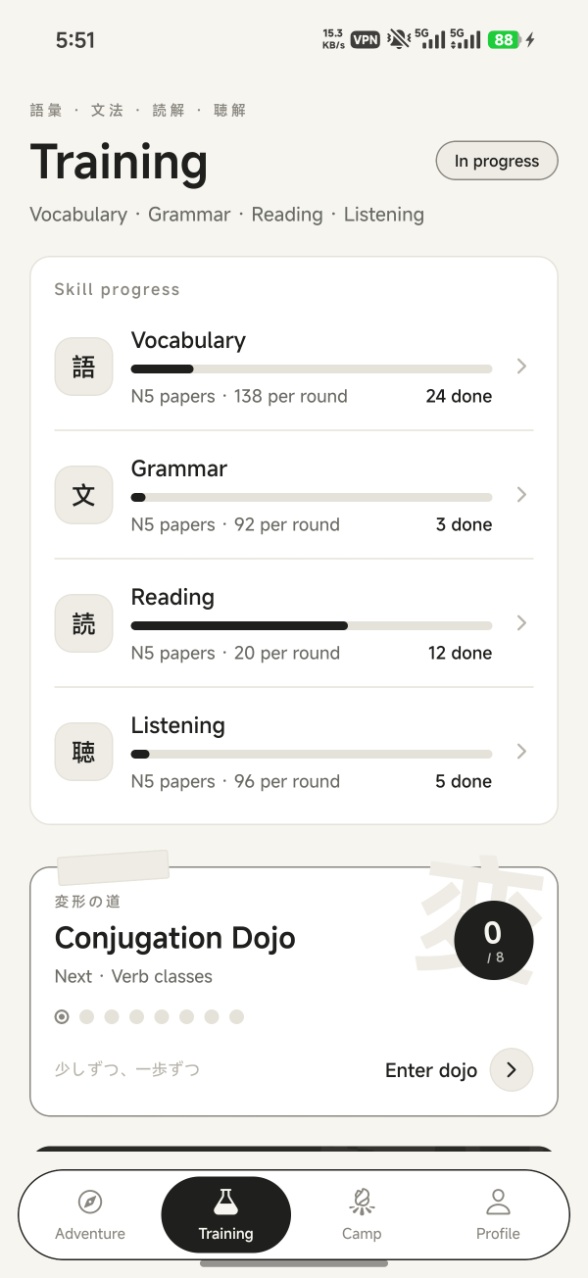 5:51
15.3 KB/s VPN 5G 5G 88
語彙 · 文法 · 読解 · 聴解
Training
In progress
Vocabulary · Grammar · Reading · Listening
Skill progress
語
Vocabulary
N5 papers · 138 per round
24 done
文
Grammar
N5 papers · 92 per round
3 done
読
Reading
N5 papers · 20 per round
12 done
聴
Listening
N5 papers · 96 per round
5 done
変形の道
変
Conjugation Dojo
0
/ 8
Next · Verb classes
少しずつ、一歩ずつ
Enter dojo
Adventure
Training
Camp
Profile